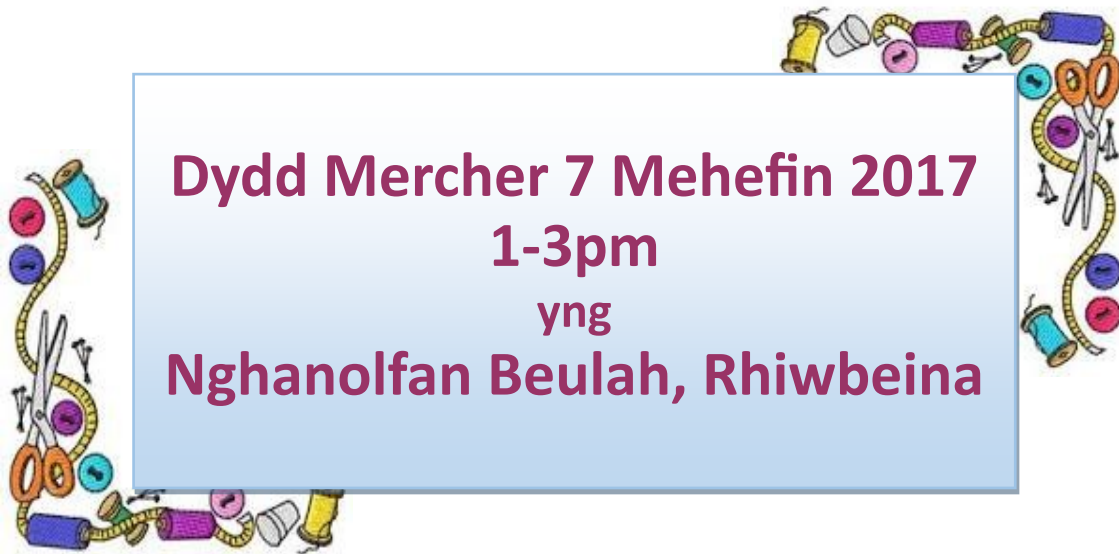 Dydd Mercher 7 Mehefin 2017
1-3pm
yng
Nghanolfan Beulah, Rhiwbeina